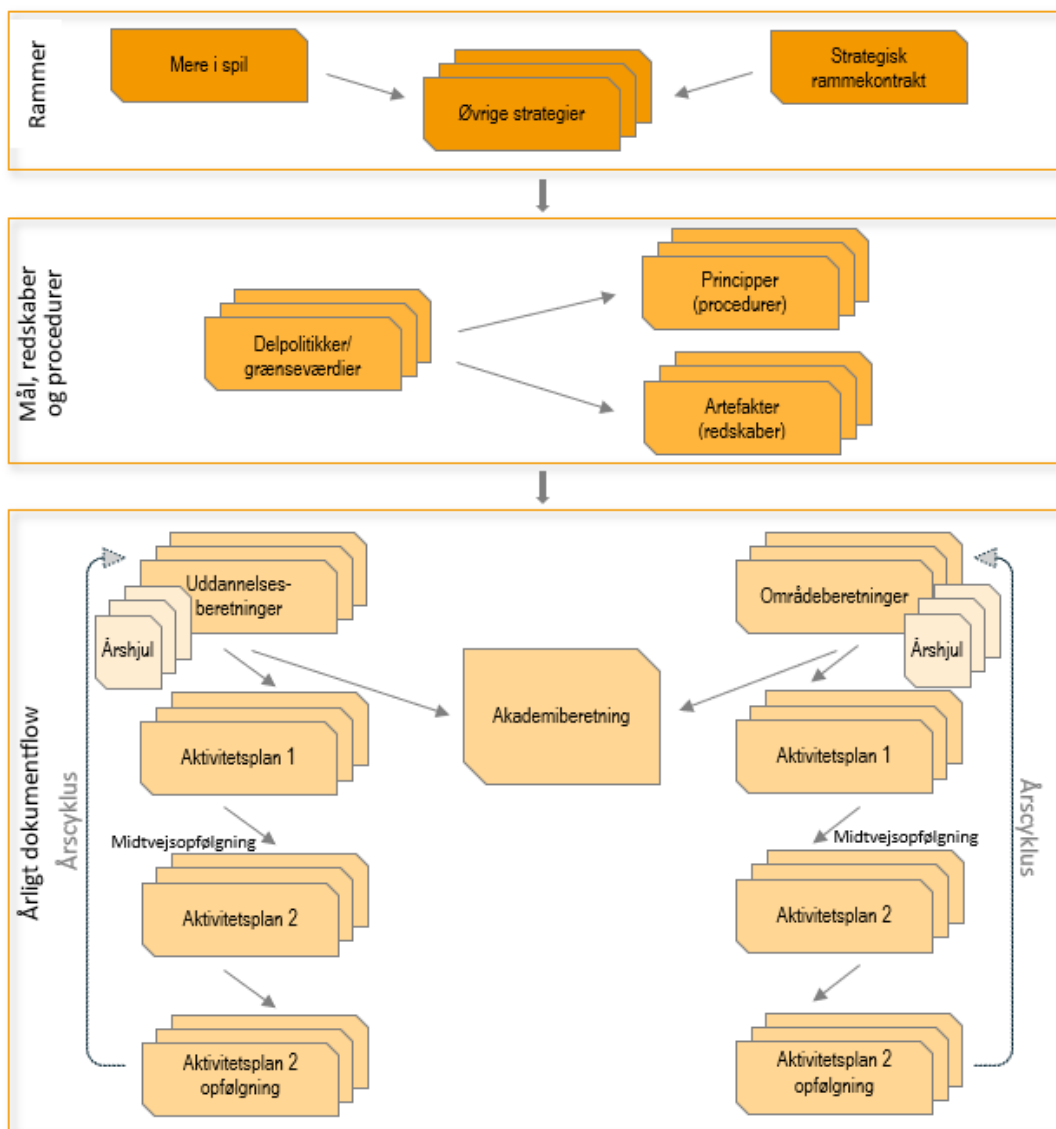 Rammer
Mere i spil
Øvrige strategier
Strategisk
rammekontrakt
Mål, redskaber
og procedurer
Delpolitikker/
grænseværdier
Principper
(procedurer)
Artefakter
(redskaber)
Årligt dokumentflow
Årscyklus
Uddannelses-
beretninger
Årshjul
Aktivitetsplan 1
Midtvejsopfølgning
Aktivitetsplan 2
Aktivitetsplan 2
opfølgning
Akademiberetning
Områdeberetninger
Årshjul
Aktivitetsplan 1
Midtvejsopfølgning
Aktivitetsplan 2
Aktivitetsplan 2
opfølgning
Årscyklus